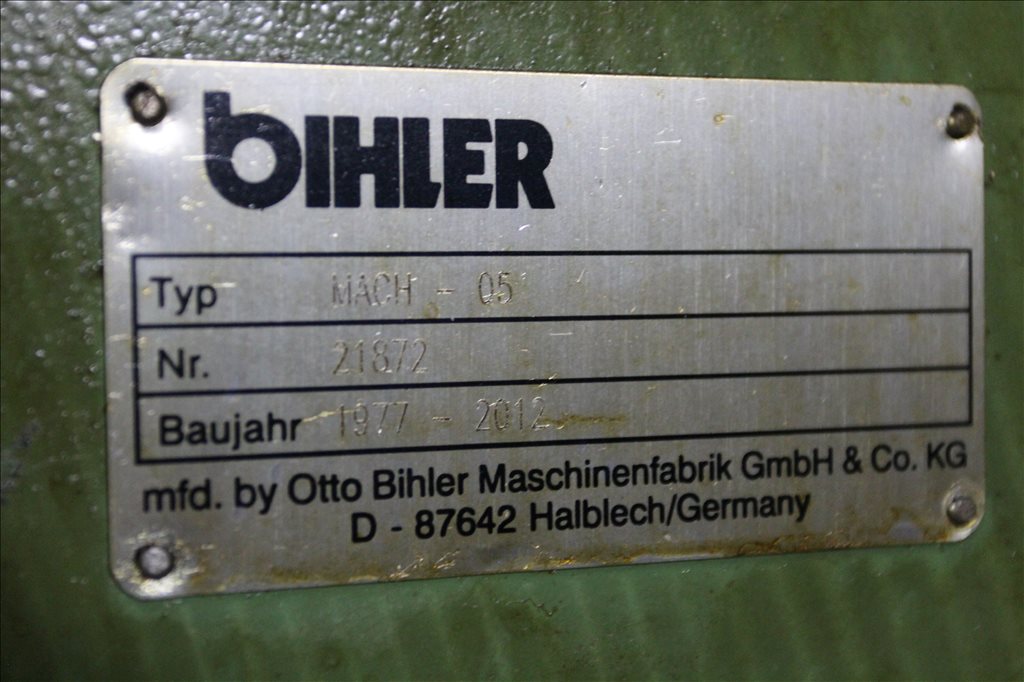 bIHLER
Typ MACH - 05
Nr. 21872
Baujahr 1977 - 2012
mfd. by Otto Bihler Maschinenfabrik GmbH & Co. KG
D - 87642 Halblech/Germany